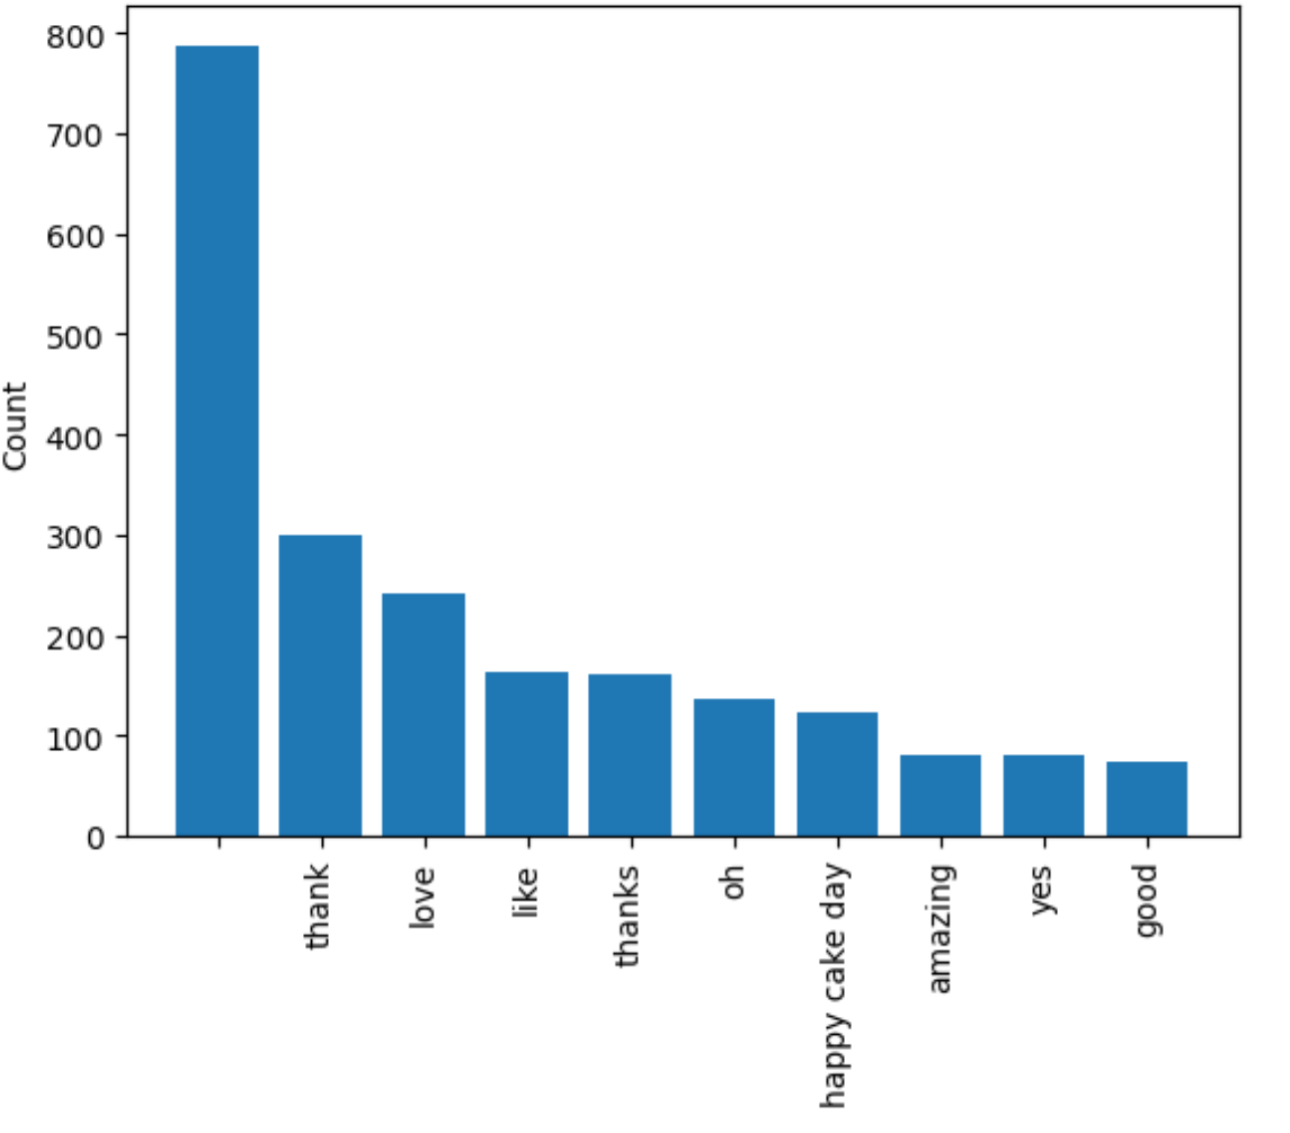 800
700
600
500
400
300
200
100
0
Count
thank
love
like
thanks
oh
happy cake day
amazing
yes
good